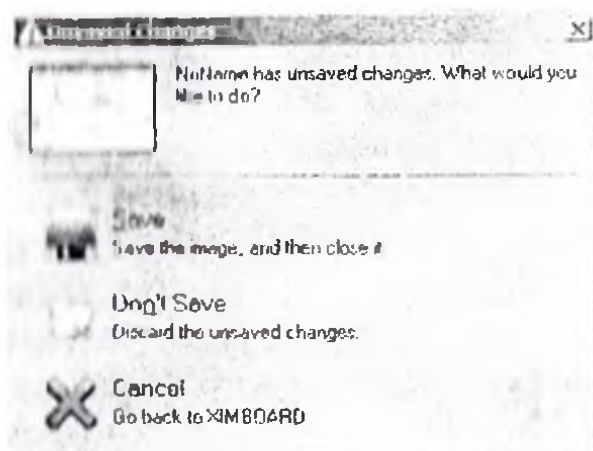 Unsaved Changes
NoName has unsaved changes. What would you
like to do?
Save
Save the image, and then close it
Don't Save
Discard the unsaved changes.
Cancel
Go back to XIMBOARD